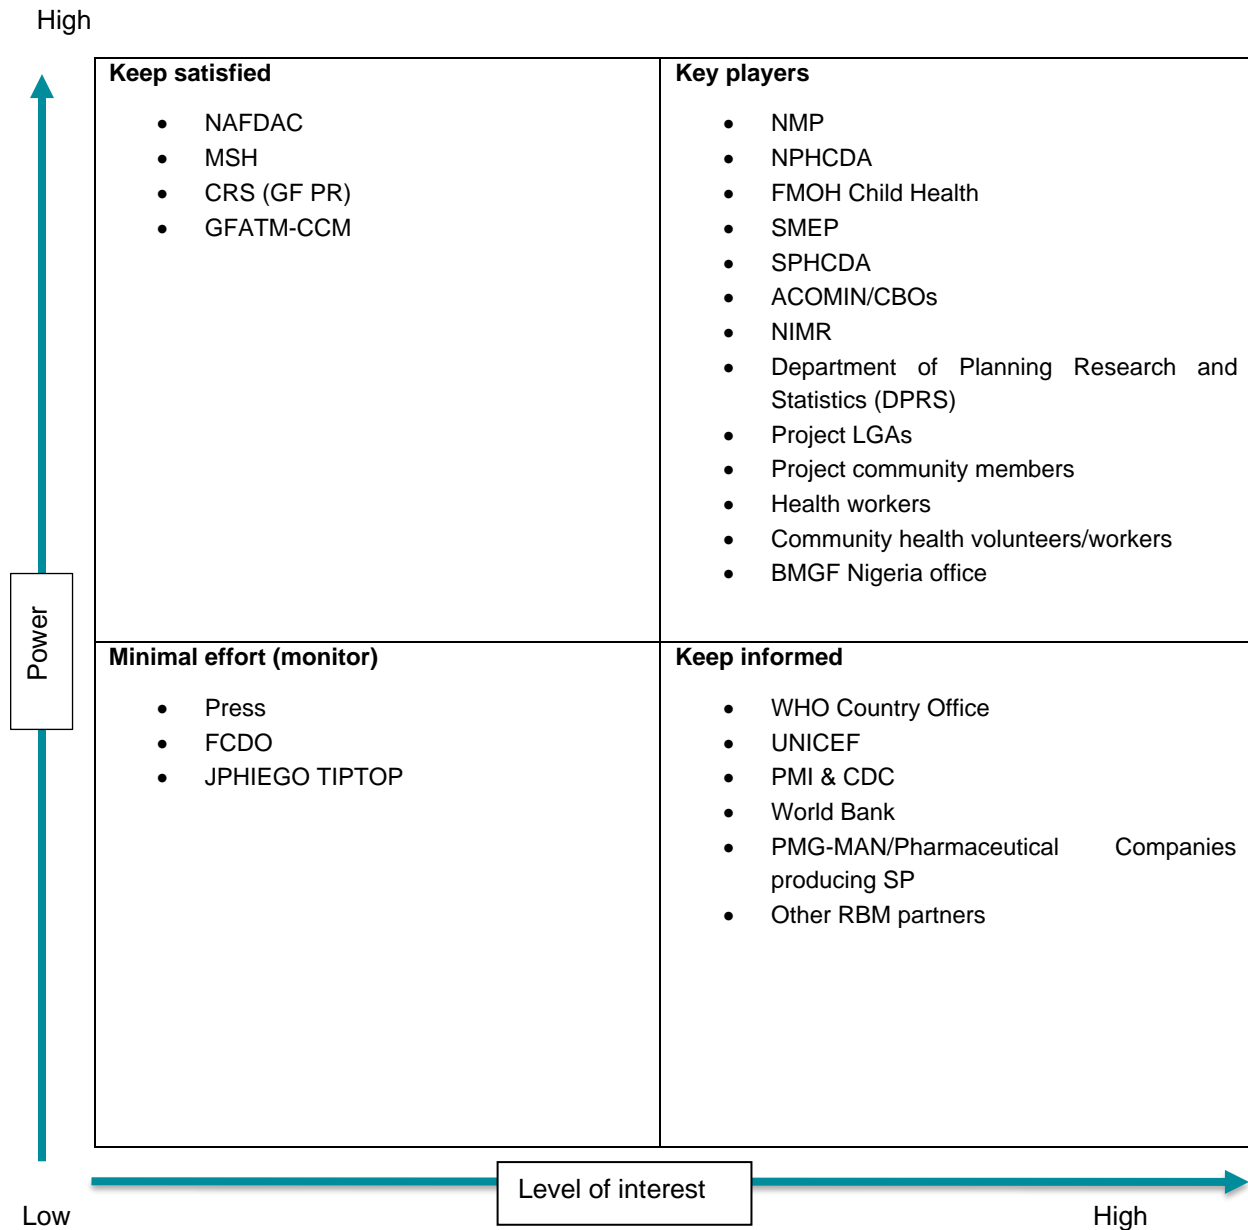 High
Keep satisfied
• NAFDAC
• MSH
• CRS (GF PR)
• GFATM-CCM
Key players
• NMP
• NPHCDA
• FMOH Child Health
• SMEP
• SPHCDA
• ACOMIN/CBOs
• NIMR
• Department of Planning Research and
Statistics (DPRS)
• Project LGAs
• Project community members
• Health workers
• Community health volunteers/workers
• BMGF Nigeria office
Power
Minimal effort (monitor)
• Press
• FCDO
• JPHIEGO TIPTOP
Keep informed
• WHO Country Office
• UNICEF
• PMI & CDC
• World Bank
• PMG-MAN/Pharmaceutical Companies
producing SP
• Other RBM partners
Level of interest
Low
High